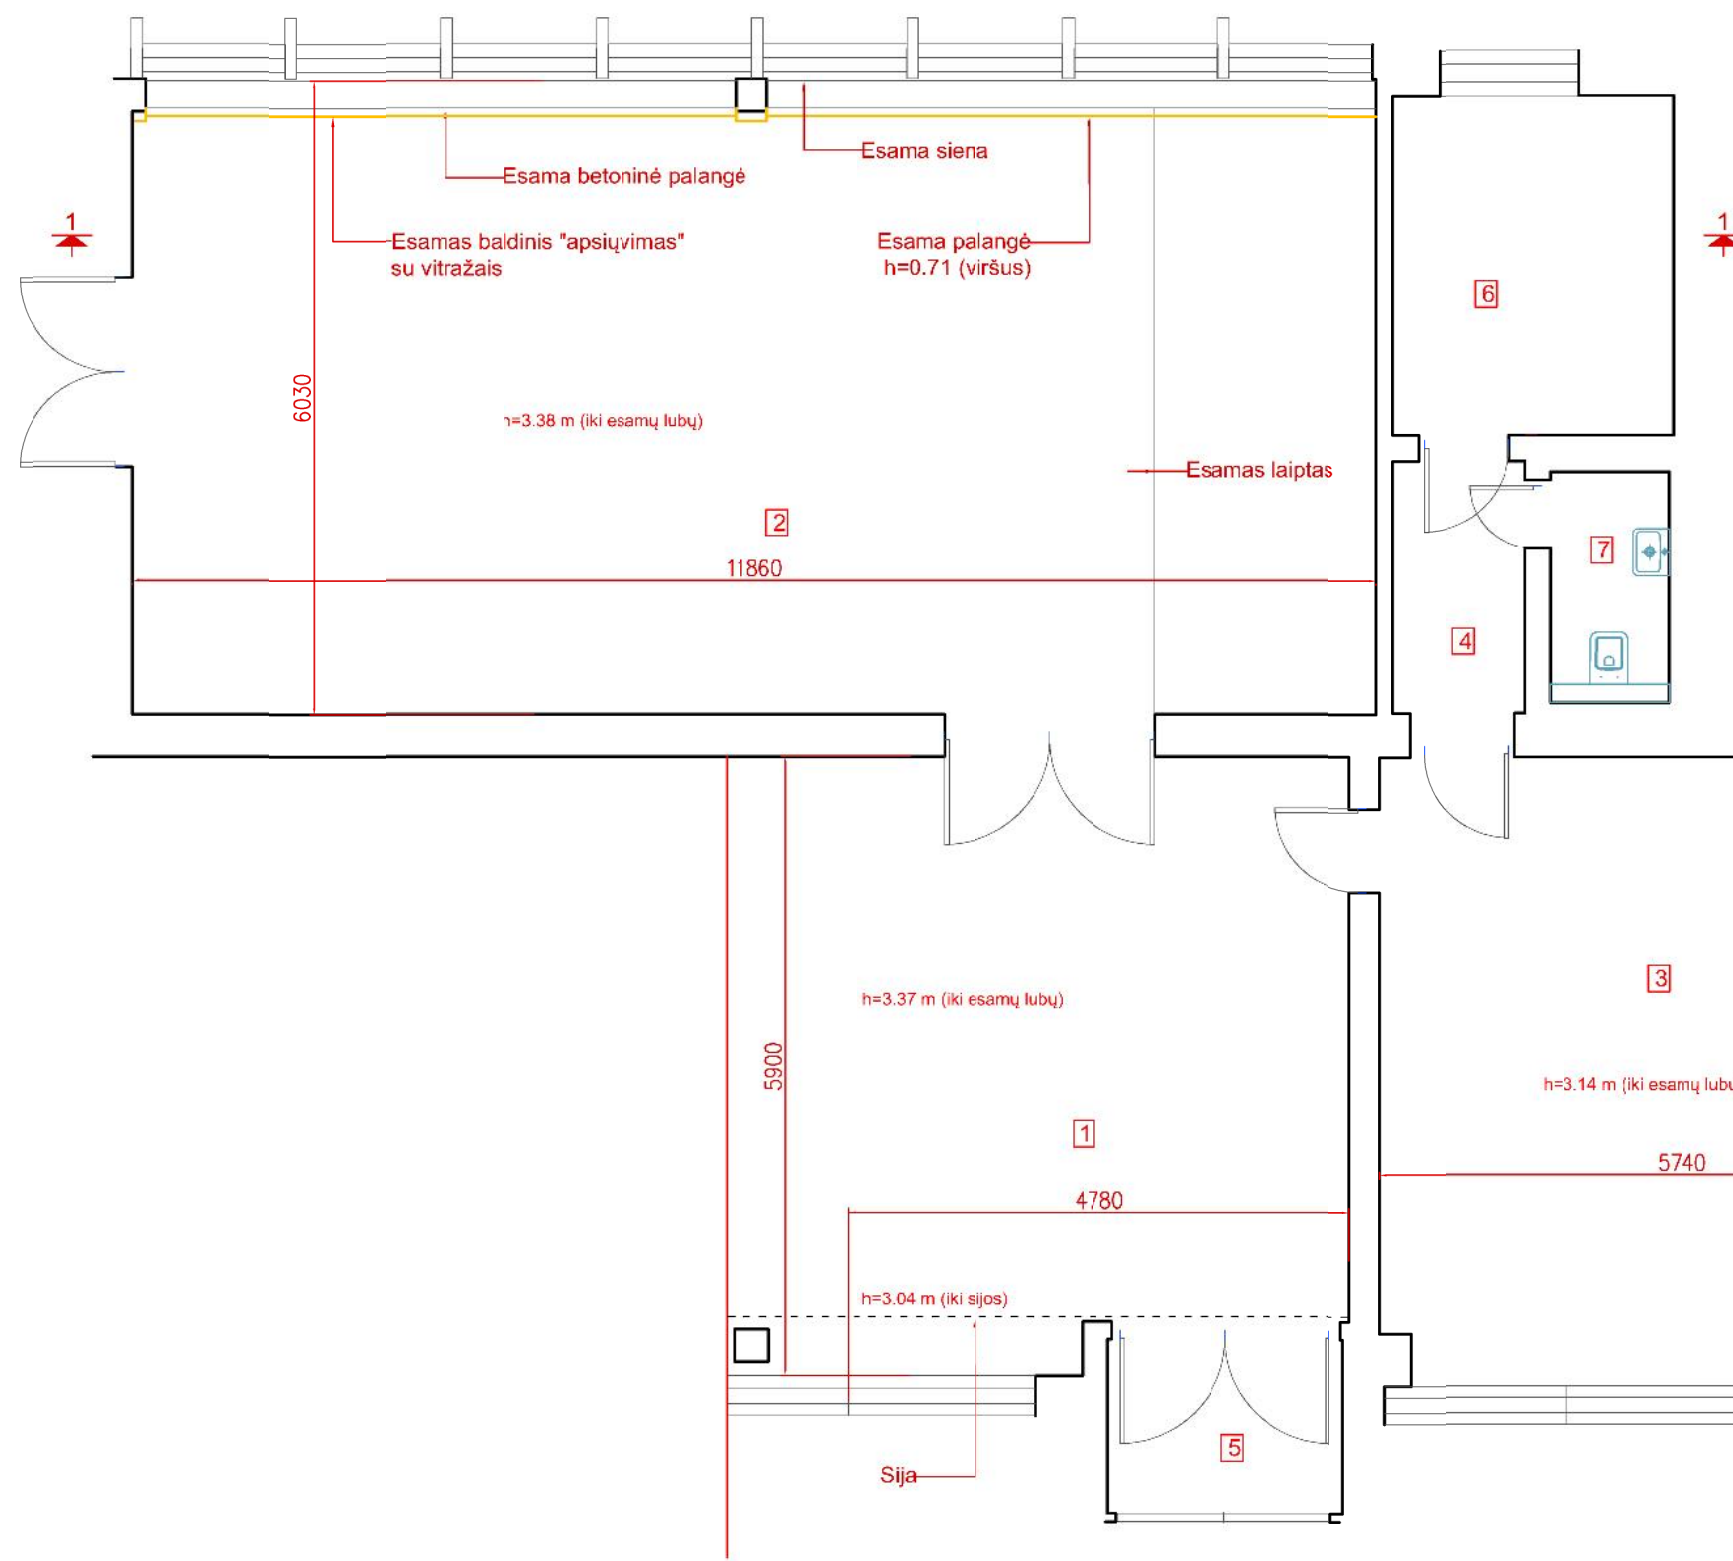 Esama siena
Esama betoninė palangė
1
1
Esamas baldinis "apsiųvimas"
su vitražais
Esama palangė
h=0.71 (viršus)
6
6030
h=3.38 m (iki esamų lubų)
Esamas laiptas
2
7
11860
4
3
h=3.37 m (iki esamų lubų)
5900
h=3.14 m (iki esamų lubų
1
5740
4780
h=3.04 m (iki sijos)
5
Sija